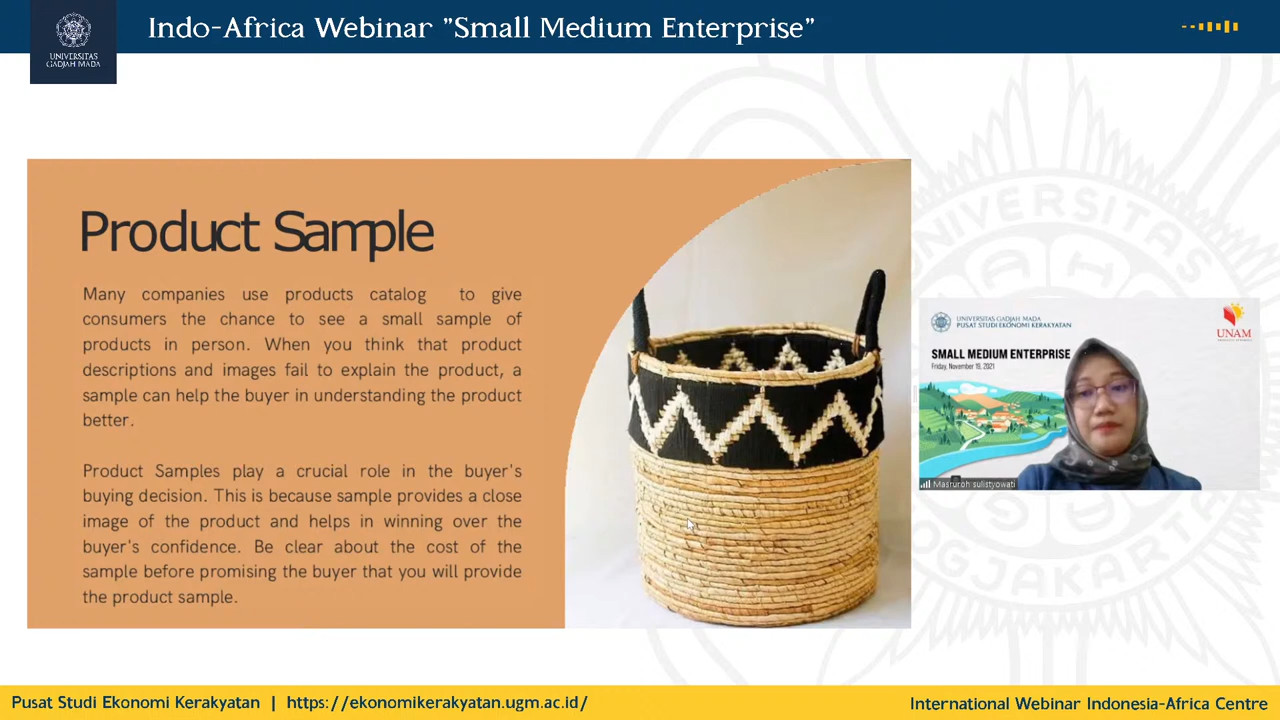 Indo-Africa Webinar "Small Medium Enterprise"
UNIVERSITAS
GADJAH MADA
Product Sample
Many companies use products catalog to give
consumers the chance to see a small sample of
products in person. When you think that product
descriptions and images fail to explain the product, a
sample can help the buyer in understanding the product
better.
Product Samples play a crucial role in the buyer's
buying decision. This is because sample provides a close
image of the product and helps in winning over the
buyer's confidence. Be clear about the cost of the
sample before promising the buyer that you will provide
the product sample.
UNIVERSITAS GADJAH MADA
PUSAT STUDI EKONOMI KERAKYATAN
UNAM
SMALL MEDIUM ENTERPRISE
Friday, November 19, 2021
Masruroh sulistyowati
Pusat Studi Ekonomi Kerakyatan | https://ekonomikerakyatan.ugm.ac.id/
International Webinar Indonesia-Africa Centre